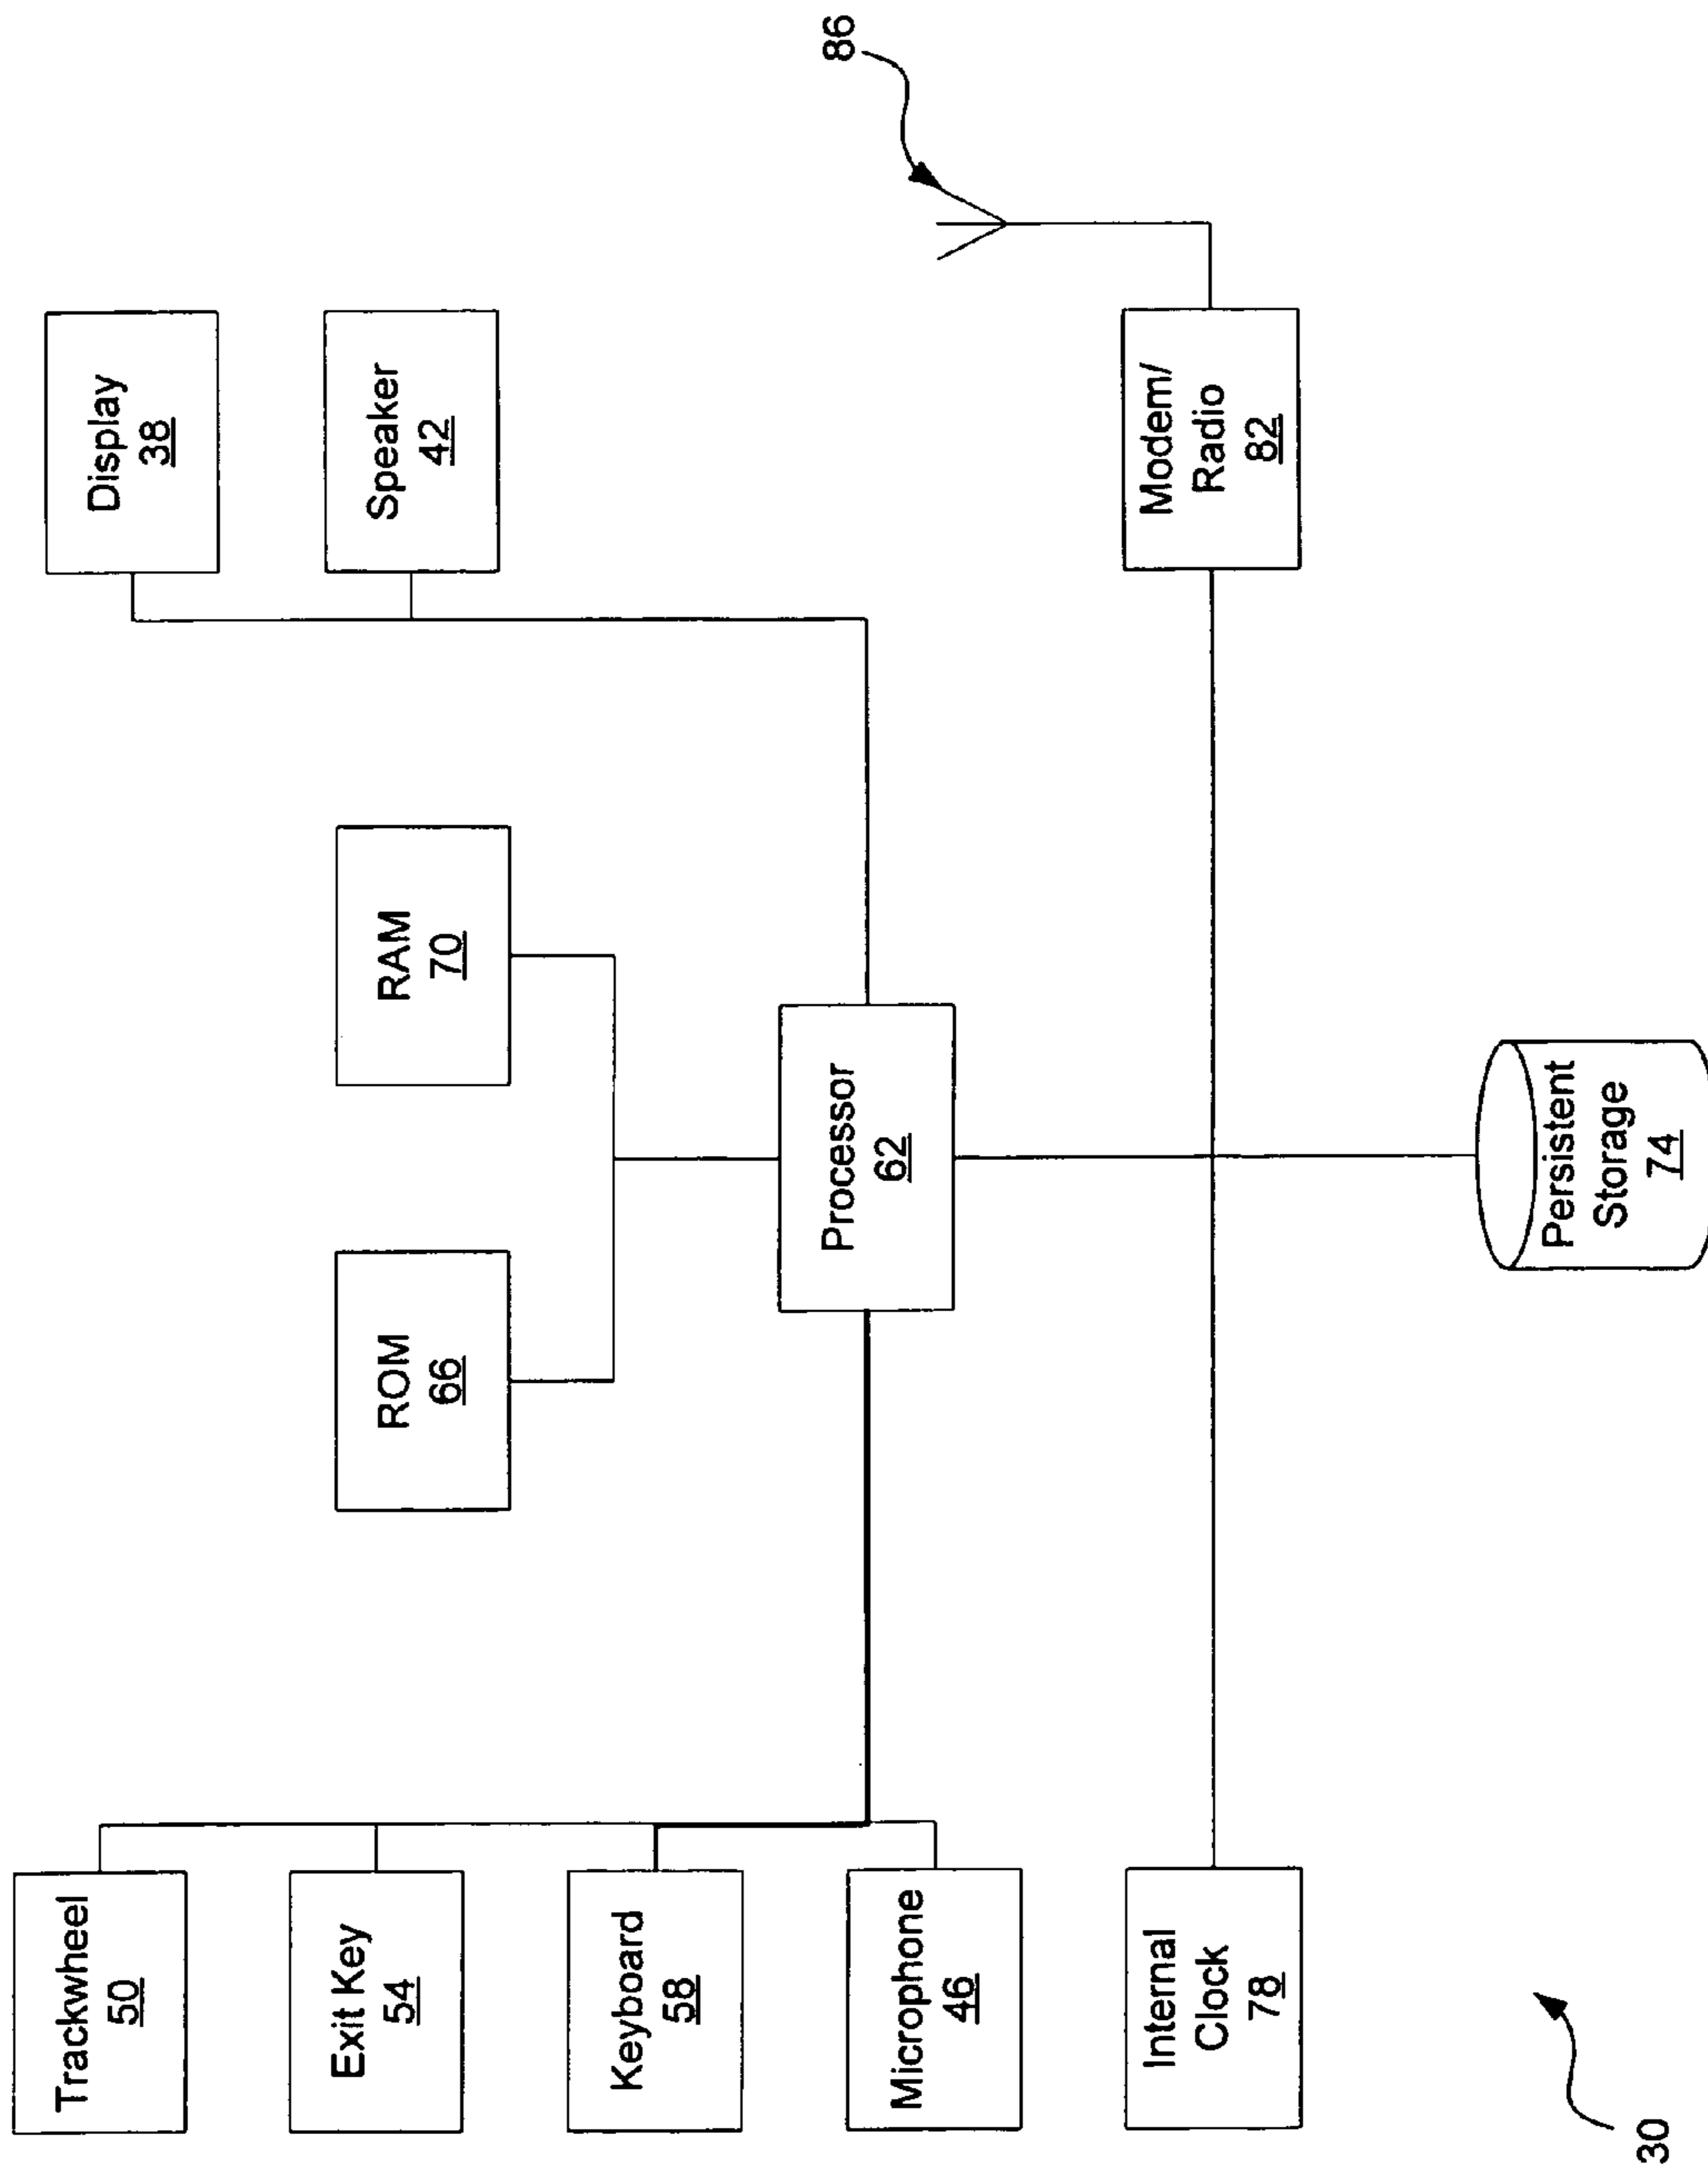 Trackwheel
50
Exit Key
54
Keyboard
58
Microphone
46
Internal
Clock
78
ROM
66
RAM
70
Processor
62
Persistent
Storage
74
Display
38
Speaker
42
Modem/
Radio
82
86
30